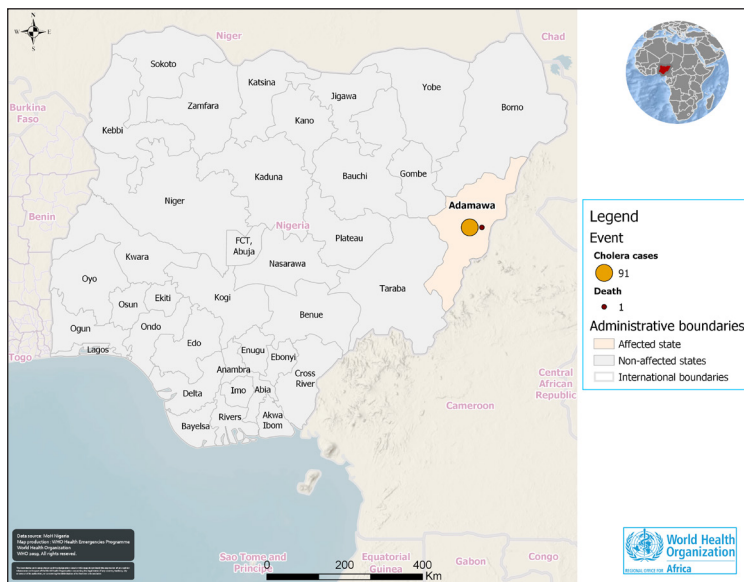 N
W
E
S
Niger
Chad
Burkina
Faso
Benin
Togo
Nigeria
Cameroon
Central
African
Republic
Sao Tome and
Principe
Equatorial
Guinea
Gabon
Congo
Sokoto
Katsina
Jigawa
Yobe
Borno
Zamfara
Kano
Kebbi
Kaduna
Bauchi
Gombe
Niger
Adamawa
FCT,
Abuja
Plateau
Nasarawa
Kwara
Oyo
Taraba
Kogi
Benue
Osun
Ekiti
Ogun
Ondo
Lagos
Edo
Enugu
Ebonyi
Anambra
Cross
River
Delta
Imo
Abia
Rivers
Akwa
Ibom
Bayelsa
0 200 400
Km
Data source: MoH Nigeria
Map production : WHO Health Emergencies Programme
World Health Organization
WHO 2019. All rights reserved.
Legend
Event
Cholera cases
91
Death
1
Administrative boundaries
Affected state
Non-affected states
International boundaries
World Health
Organization
REGIONAL OFFICE FOR Africa